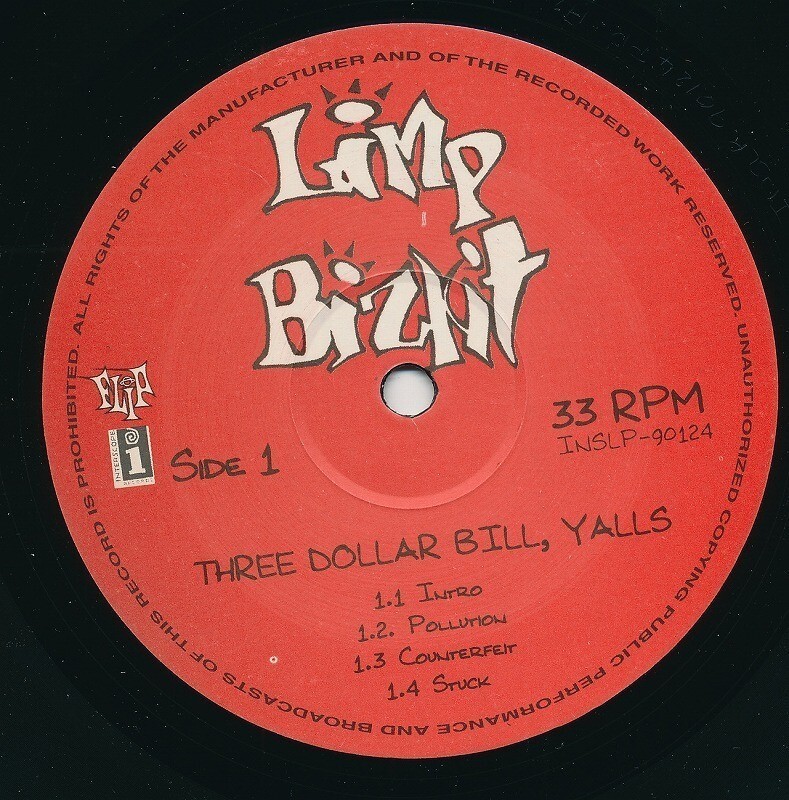 ALL RIGHTS OF THE MANUFACTURER AND OF THE RECORDED WORK RESERVED. UNAUTHORIZED COPYING PUBLIC PERFORMANCE AND BROADCASTS OF THIS RECORD IS PROHIBITED.
Limp
Bizkit
FLIP
INTERSCOPE
i
RECORDS
SIDE 1
33 RPM
INSLP-90124
THREE DOLLAR BILL, YALLS
1.1 INTRO
1.2. POLLUTION
1.3 COUNTERFEIT
1.4 STUCK